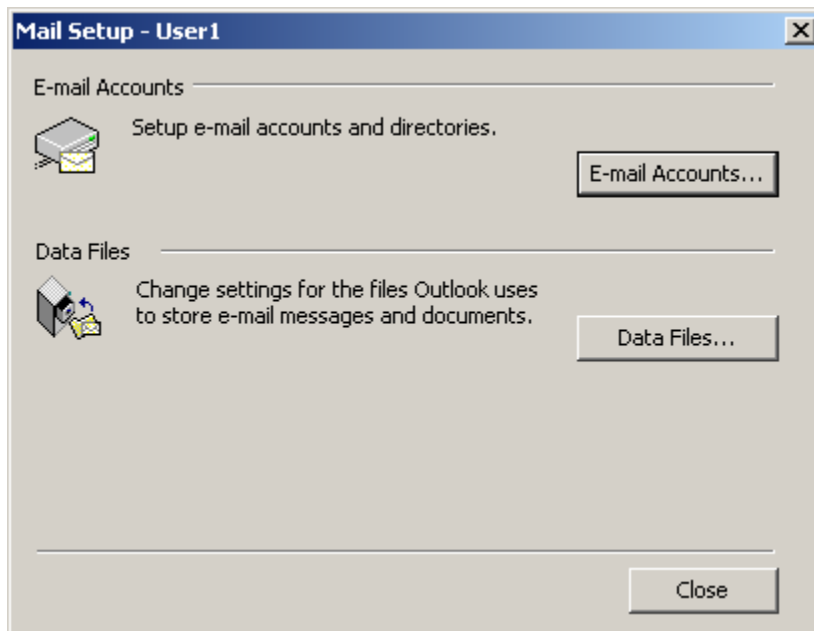 Mail Setup - User1
E-mail Accounts
Setup e-mail accounts and directories.
E-mail Accounts...
Data Files
Change settings for the files Outlook uses
to store e-mail messages and documents.
Data Files...
Close